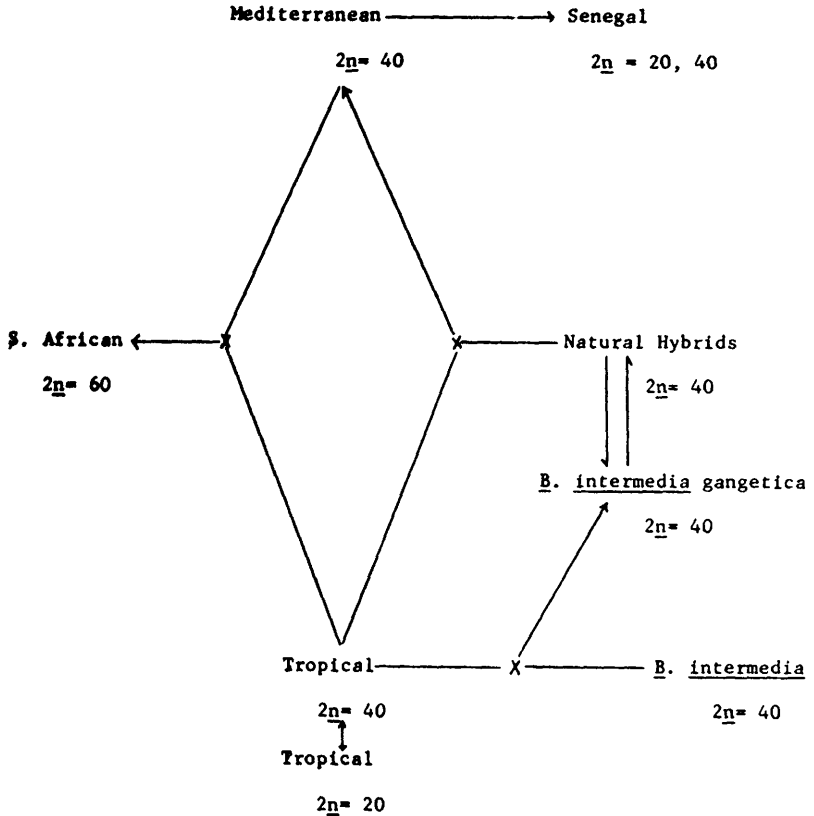 Mediterranean Senegal
2n= 40 2n = 20, 40
S. African X X Natural Hybrids
2n= 60 2n= 40
B. intermedia gangetica
2n= 40
Tropical X B. intermedia
2n= 40 2n= 40
Tropical
2n= 20